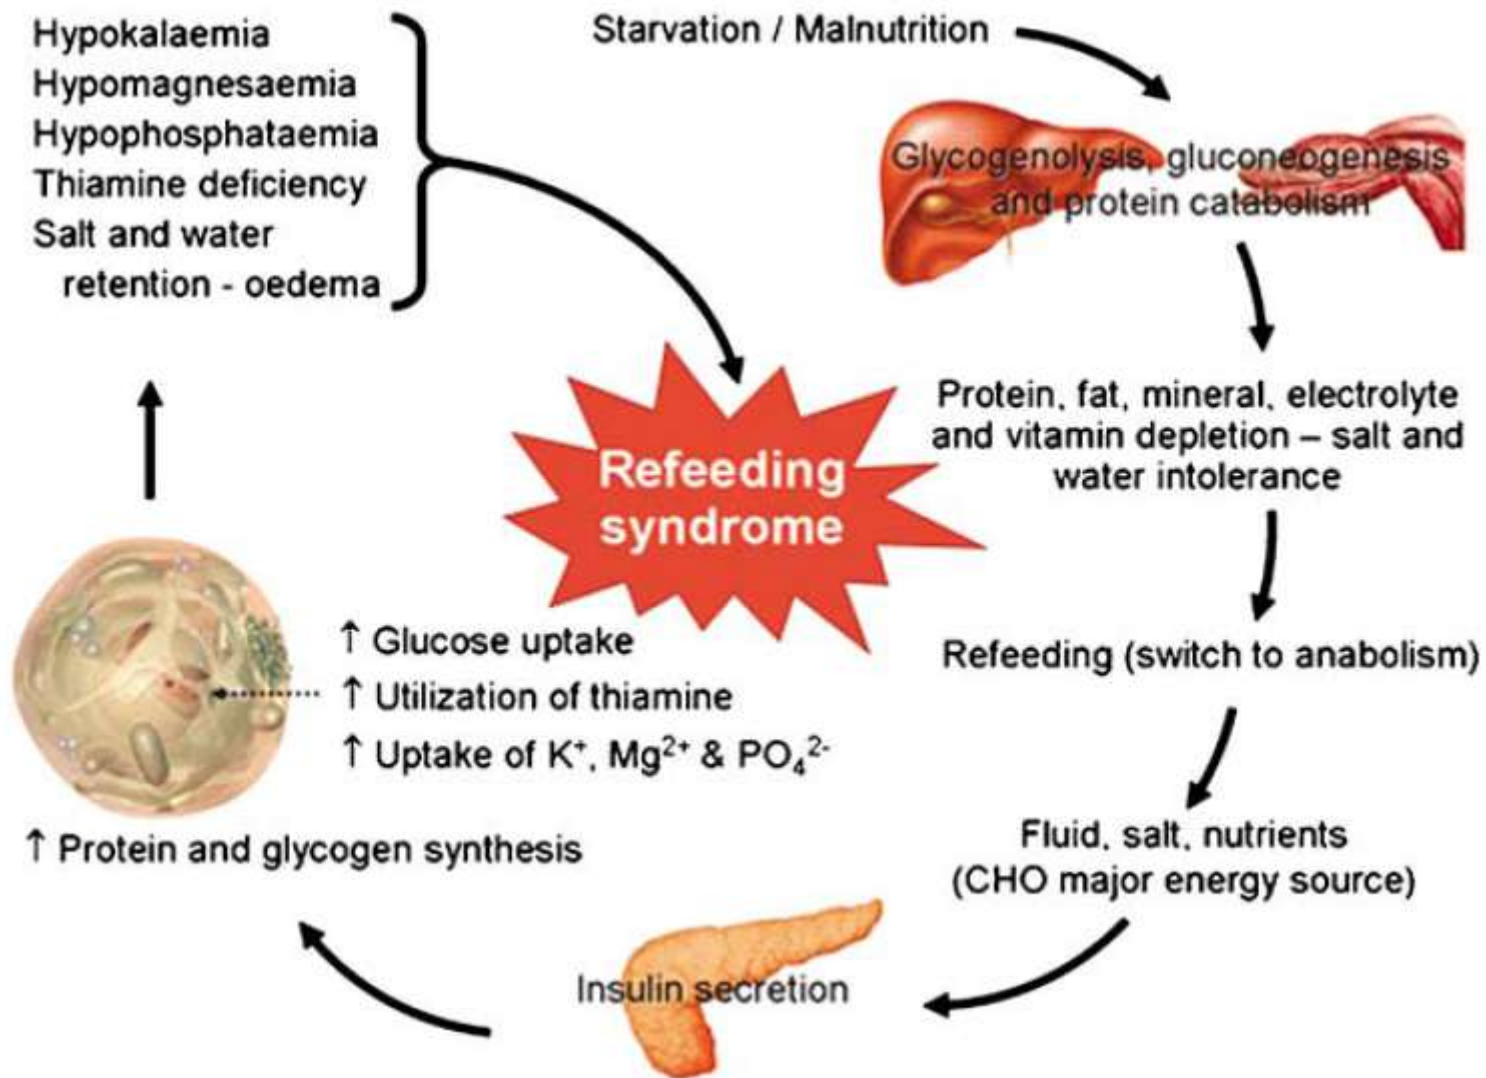 Hypokalaemia
Hypomagnesaemia
Hypophosphataemia
Thiamine deficiency
Salt and water
retention - oedema
Starvation / Malnutrition
Glycogenolysis, gluconeogenesis
and protein catabolism
Protein, fat, mineral, electrolyte
and vitamin depletion – salt and
water intolerance
Refeeding (switch to anabolism)
Fluid, salt, nutrients
(CHO major energy source)
Insulin secretion
↑ Protein and glycogen synthesis
↑ Glucose uptake
↑ Utilization of thiamine
↑ Uptake of K⁺, Mg²⁺ & PO₄²⁻
Refeeding
syndrome